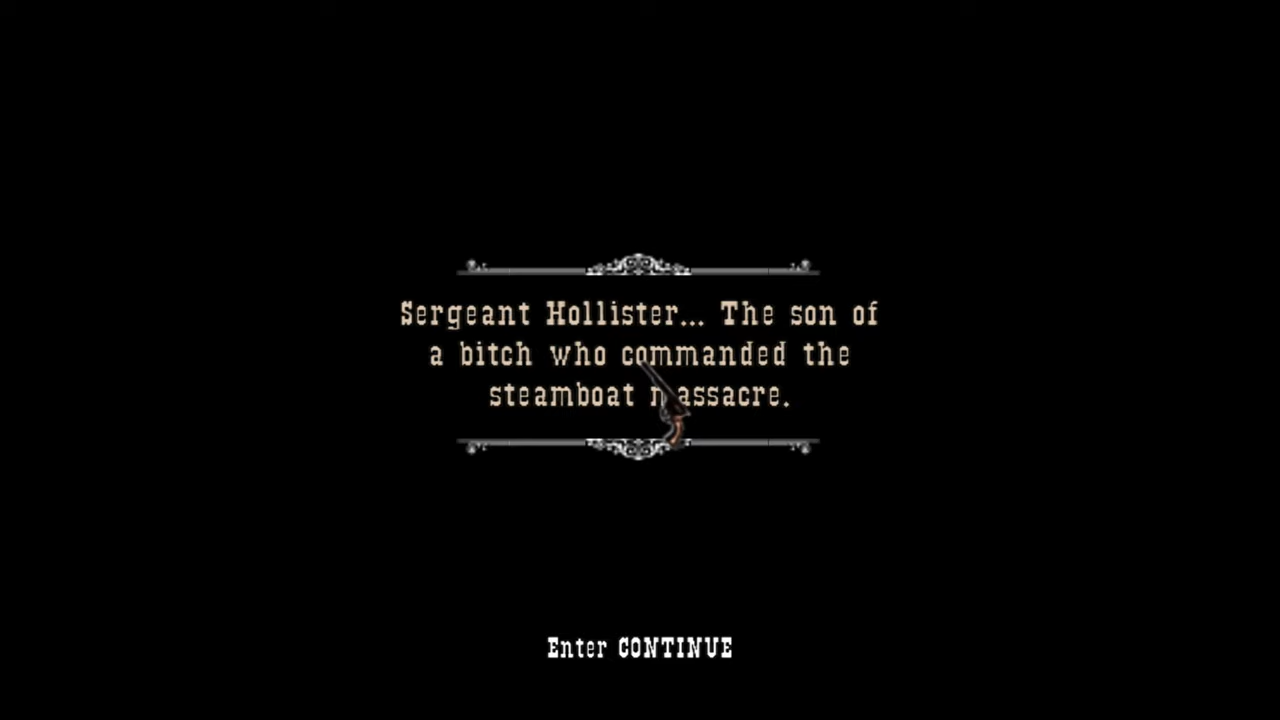 Sergeant Hollister... The son of
a bitch who commanded the
steamboat massacre.
Enter CONTINUE